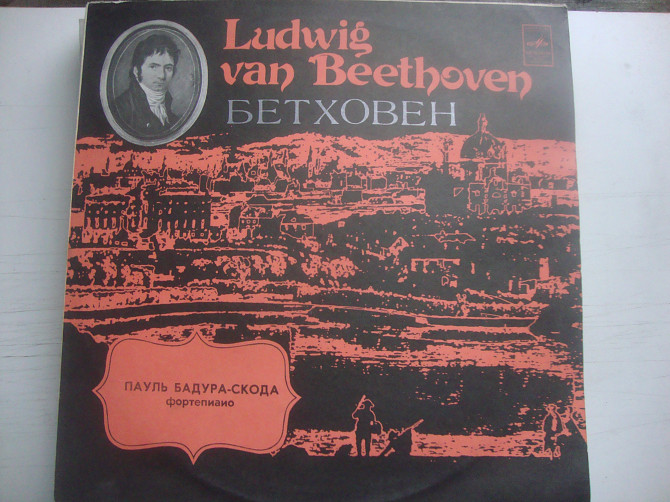 Ludwig
van Beethoven
БЕТХОВЕН
ПАУЛЬ БАДУРА-СКОДА
фортепиано